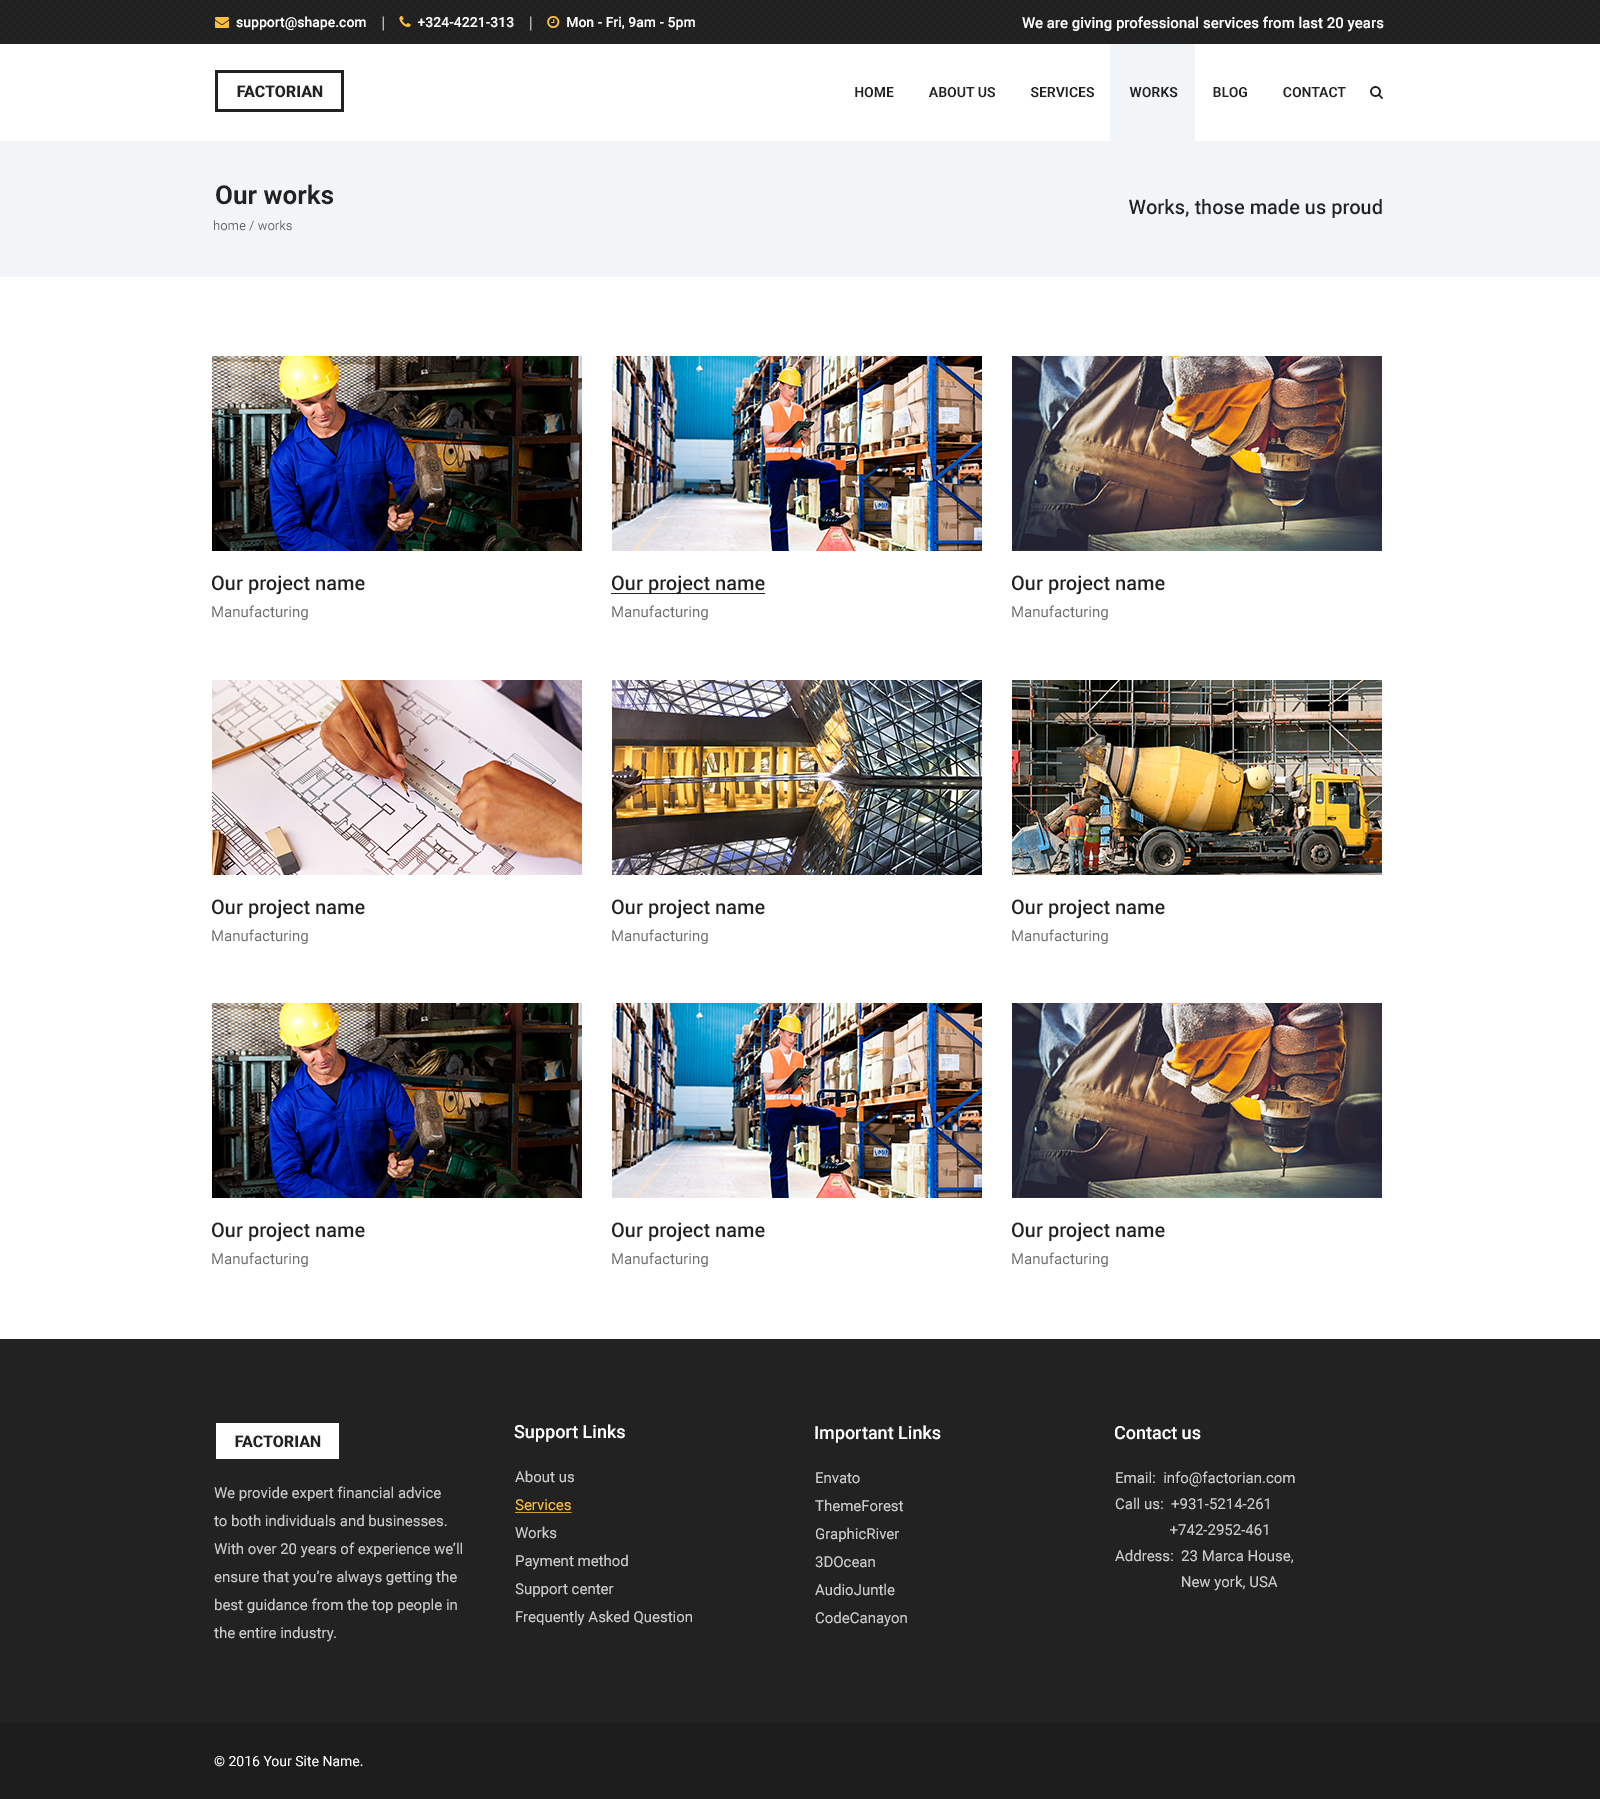 support@shape.com | +324-4221-313 | Mon - Fri, 9am - 5pm
We are giving professional services from last 20 years
FACTORIAN
HOME ABOUT US SERVICES WORKS BLOG CONTACT
Our works
home / works
Works, those made us proud
Our project name
Manufacturing
Our project name
Manufacturing
Our project name
Manufacturing
Our project name
Manufacturing
Our project name
Manufacturing
Our project name
Manufacturing
Our project name
Manufacturing
Our project name
Manufacturing
Our project name
Manufacturing
FACTORIAN
We provide expert financial advice
to both individuals and businesses.
With over 20 years of experience we’ll
ensure that you’re always getting the
best guidance from the top people in
the entire industry.
Support Links
About us
Services
Works
Payment method
Support center
Frequently Asked Question
Important Links
Envato
ThemeForest
GraphicRiver
3DOcean
AudioJuntle
CodeCanayon
Contact us
Email: info@factorian.com
Call us: +931-5214-261
+742-2952-461
Address: 23 Marca House,
New york, USA
© 2016 Your Site Name.